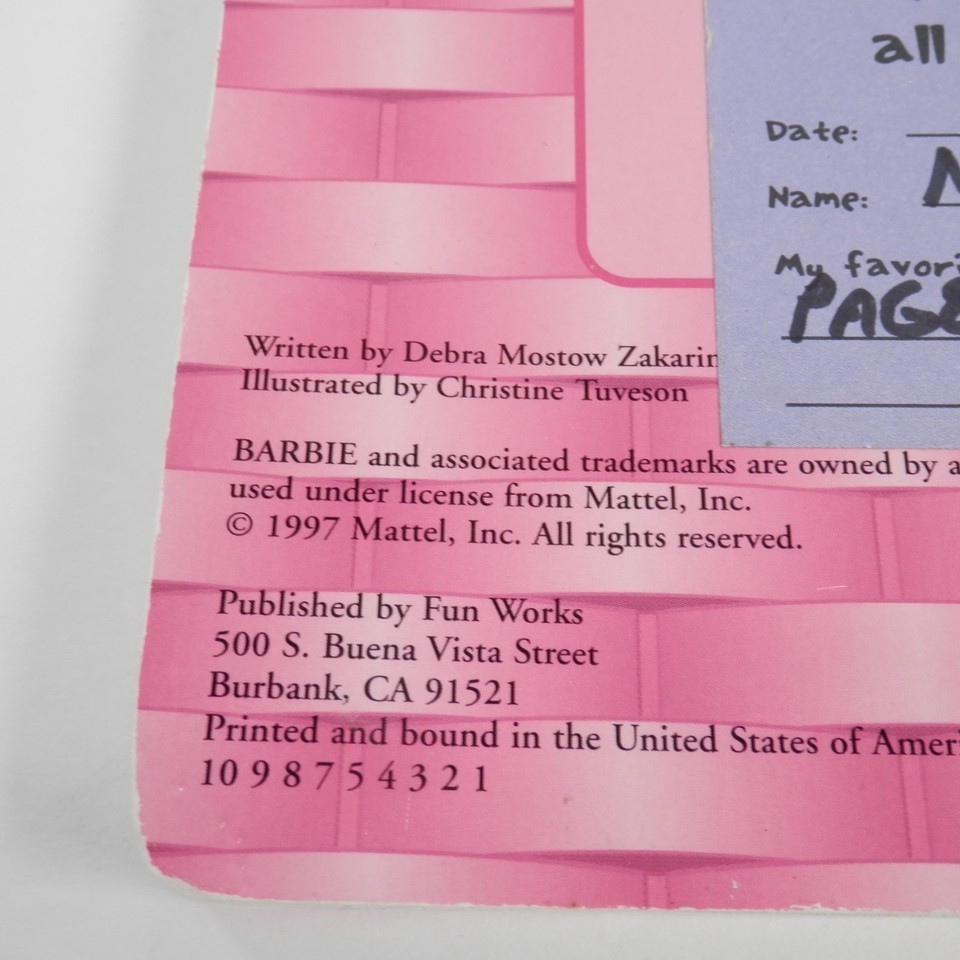 all
Date:
Name:
My favori
PAGE
Written by Debra Mostow Zakarin
Illustrated by Christine Tuveson
BARBIE and associated trademarks are owned by a
used under license from Mattel, Inc.
© 1997 Mattel, Inc. All rights reserved.
Published by Fun Works
500 S. Buena Vista Street
Burbank, CA 91521
Printed and bound in the United States of Ameri
10 9 8 7 5 4 3 2 1